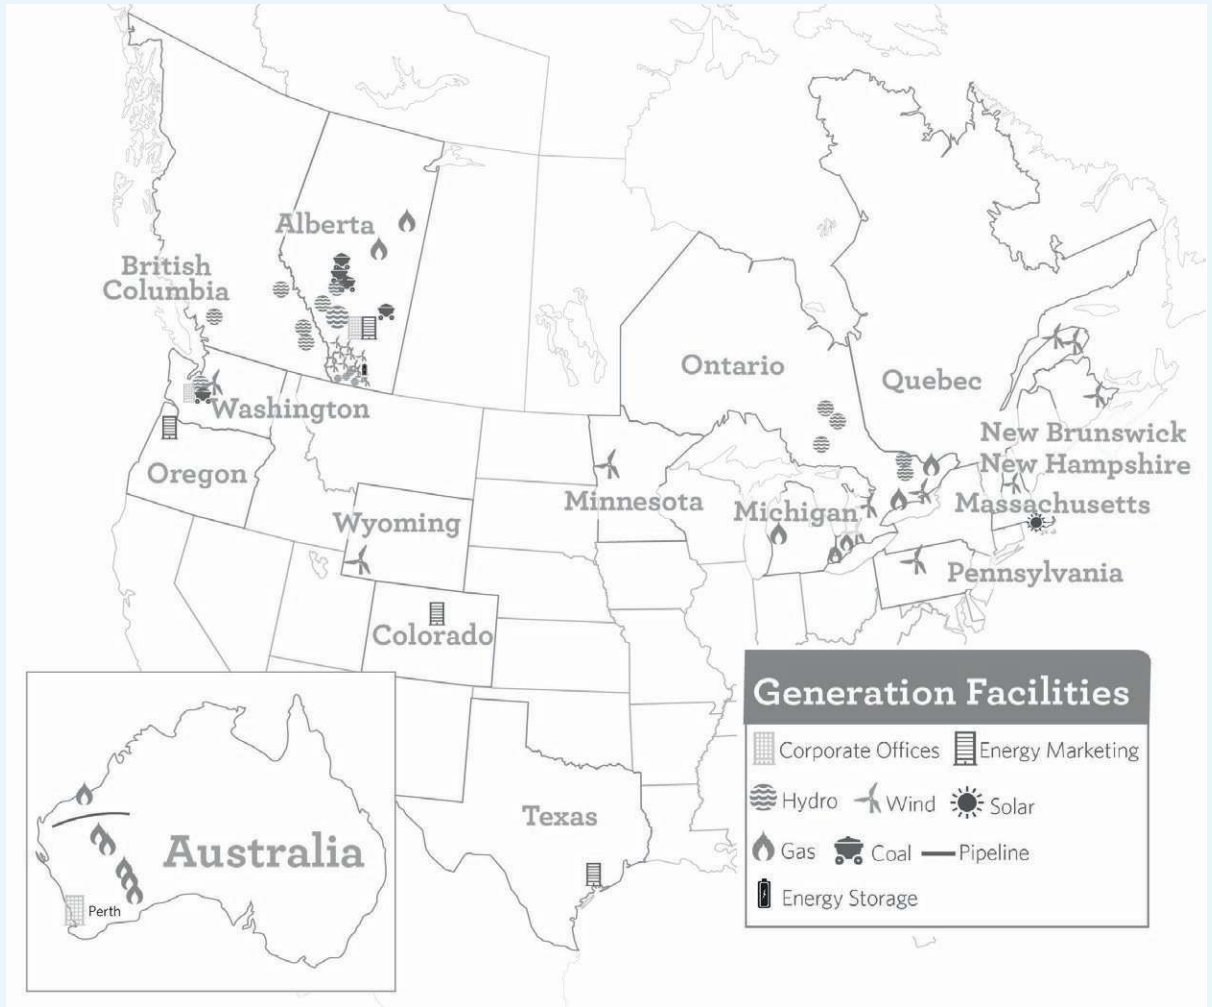 Alberta
British
Columbia
Ontario
Quebec
Washington
New Brunswick
Oregon
New Hampshire
Minnesota
Michigan
Massachusetts
Wyoming
Pennsylvania
Colorado
Texas
Australia
Perth
Generation Facilities
Corporate Offices
Energy Marketing
Hydro
Wind
Solar
Gas
Coal
Pipeline
Energy Storage